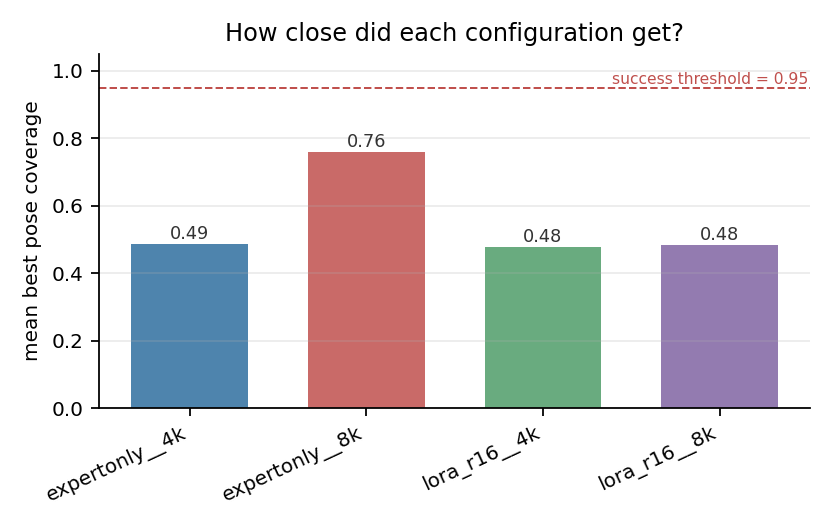 How close did each configuration get?
mean best pose coverage
1.0
0.8
0.6
0.4
0.2
0.0
success threshold = 0.95
0.49
0.76
0.48
0.48
expertonly__4k
expertonly__8k
lora_r16__4k
lora_r16__8k